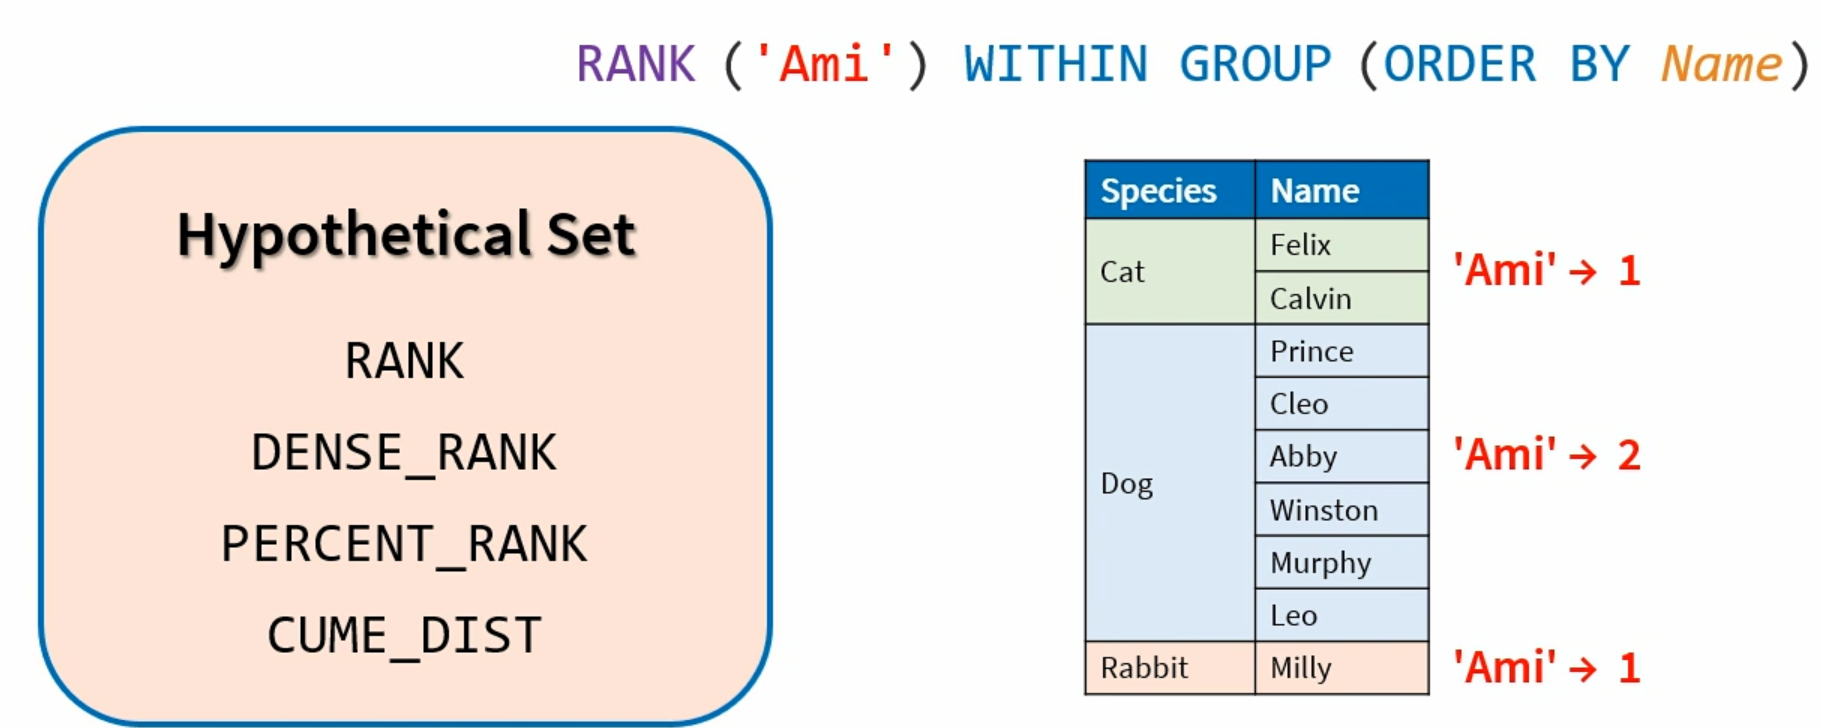 RANK ('Ami') WITHIN GROUP (ORDER BY Name)
Hypothetical Set
RANK
DENSE_RANK
PERCENT_RANK
CUME_DIST
Species Name
Cat
Felix
Calvin
'Ami' → 1
Dog
Prince
Cleo
Abby
Winston
Murphy
Leo
'Ami' → 2
Rabbit Milly
'Ami' → 1